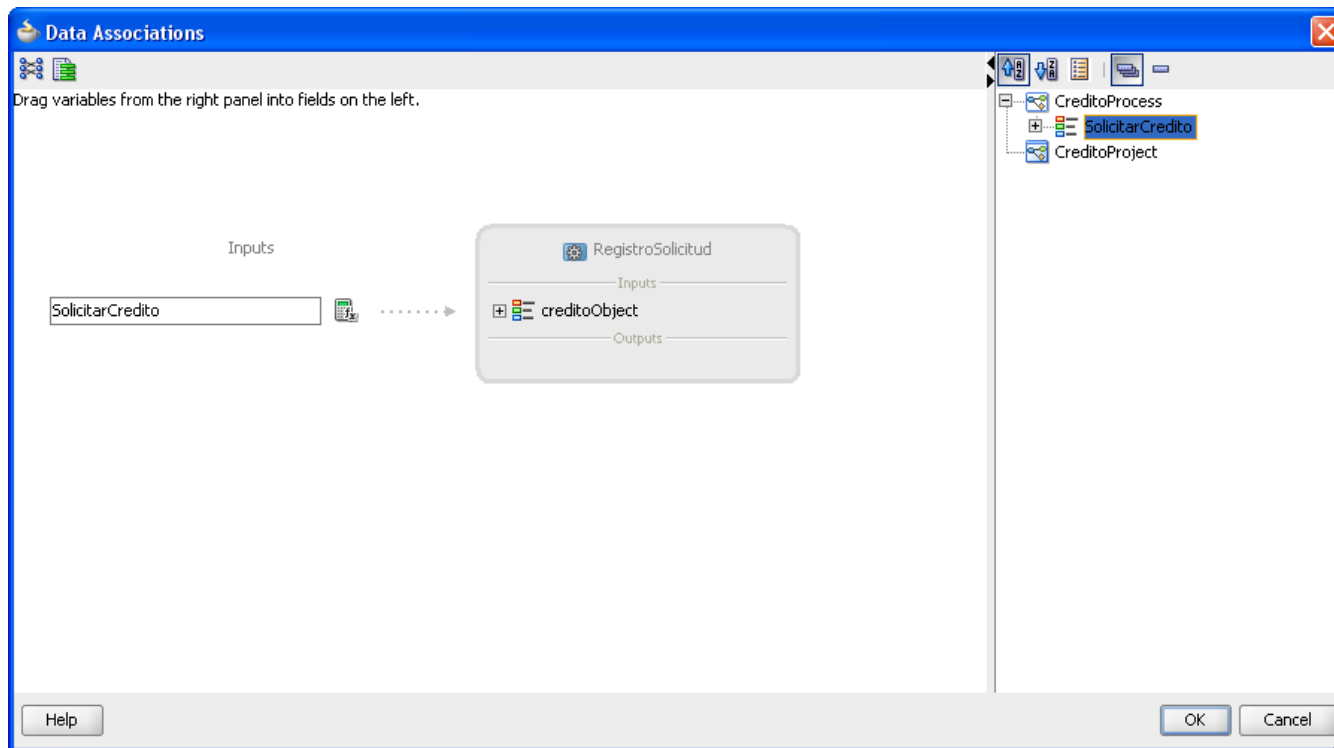 Data Associations
Drag variables from the right panel into fields on the left.
CreditoProcess
SolicitarCredito
CreditoProject
Inputs
RegistroSolicitud
Inputs
SolicitarCredito
creditoObject
Outputs
Help
OK
Cancel